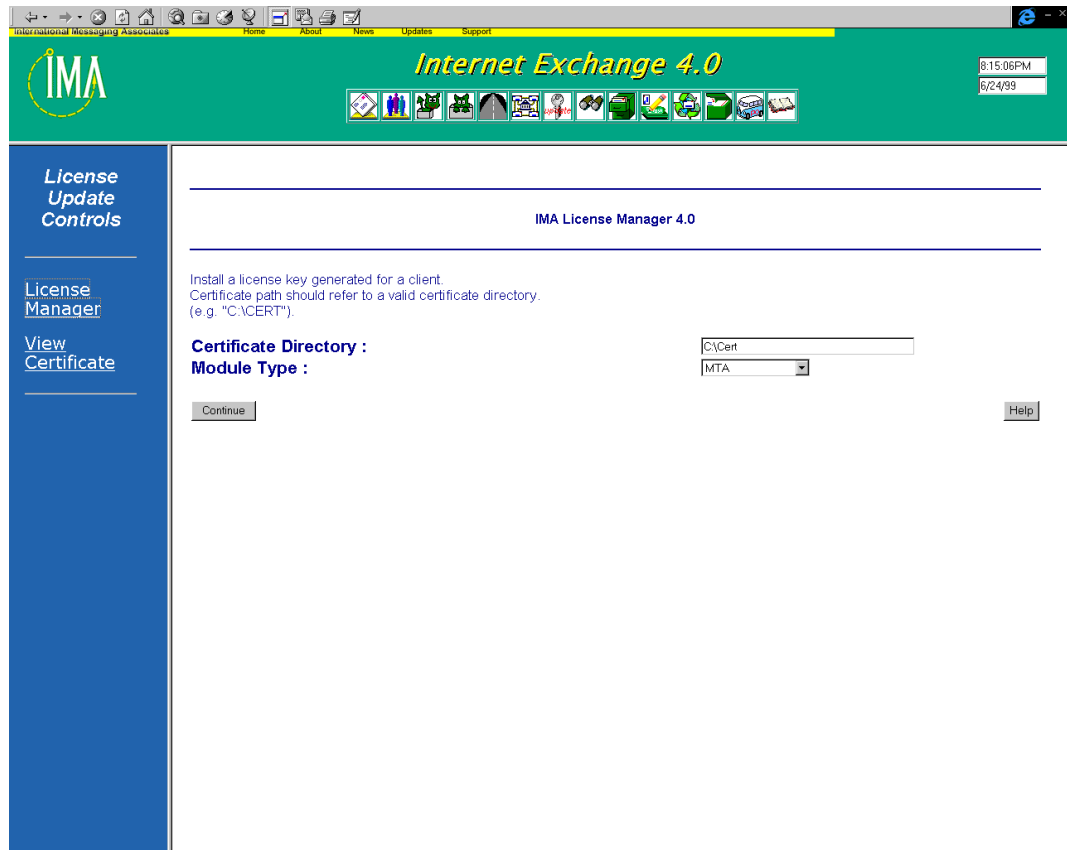 International Messaging Associates
Home About News Updates Support
IMA
Internet Exchange 4.0
8:15:06PM
6/24/99
update
License
Update
Controls
License
Manager
View
Certificate
IMA License Manager 4.0
Install a license key generated for a client.
Certificate path should refer to a valid certificate directory.
(e.g. "C:\CERT").
Certificate Directory :
C:\Cert
Module Type :
MTA
Continue
Help